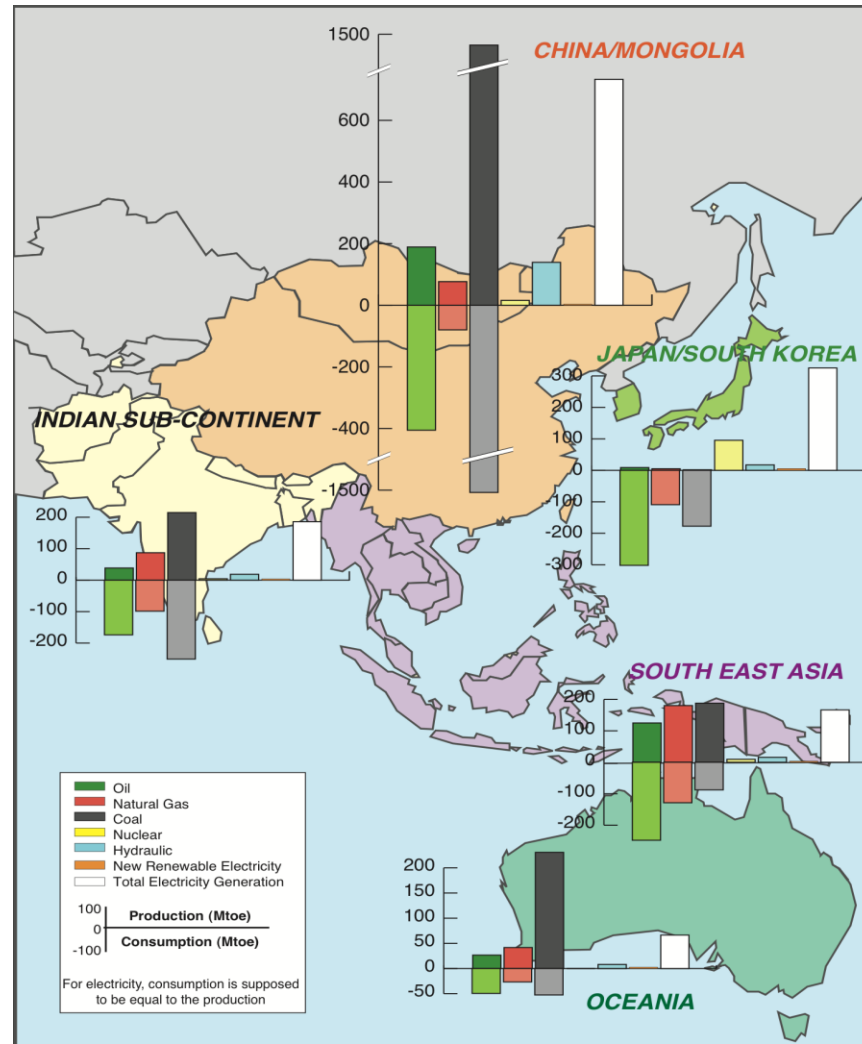 1500
CHINA/MONGOLIA
600
400
200
0
-200
-400
-1500
JAPAN/SOUTH KOREA
300
200
100
0
-100
-200
-300
INDIAN SUB-CONTINENT
200
100
0
-100
-200
SOUTH EAST ASIA
200
100
0
-100
-200
Oil
Natural Gas
Coal
Nuclear
Hydraulic
New Renewable Electricity
Total Electricity Generation
100
Production (Mtoe)
0
Consumption (Mtoe)
-100
For electricity, consumption is supposed
to be equal to the production
200
150
100
50
0
-50
OCEANIA